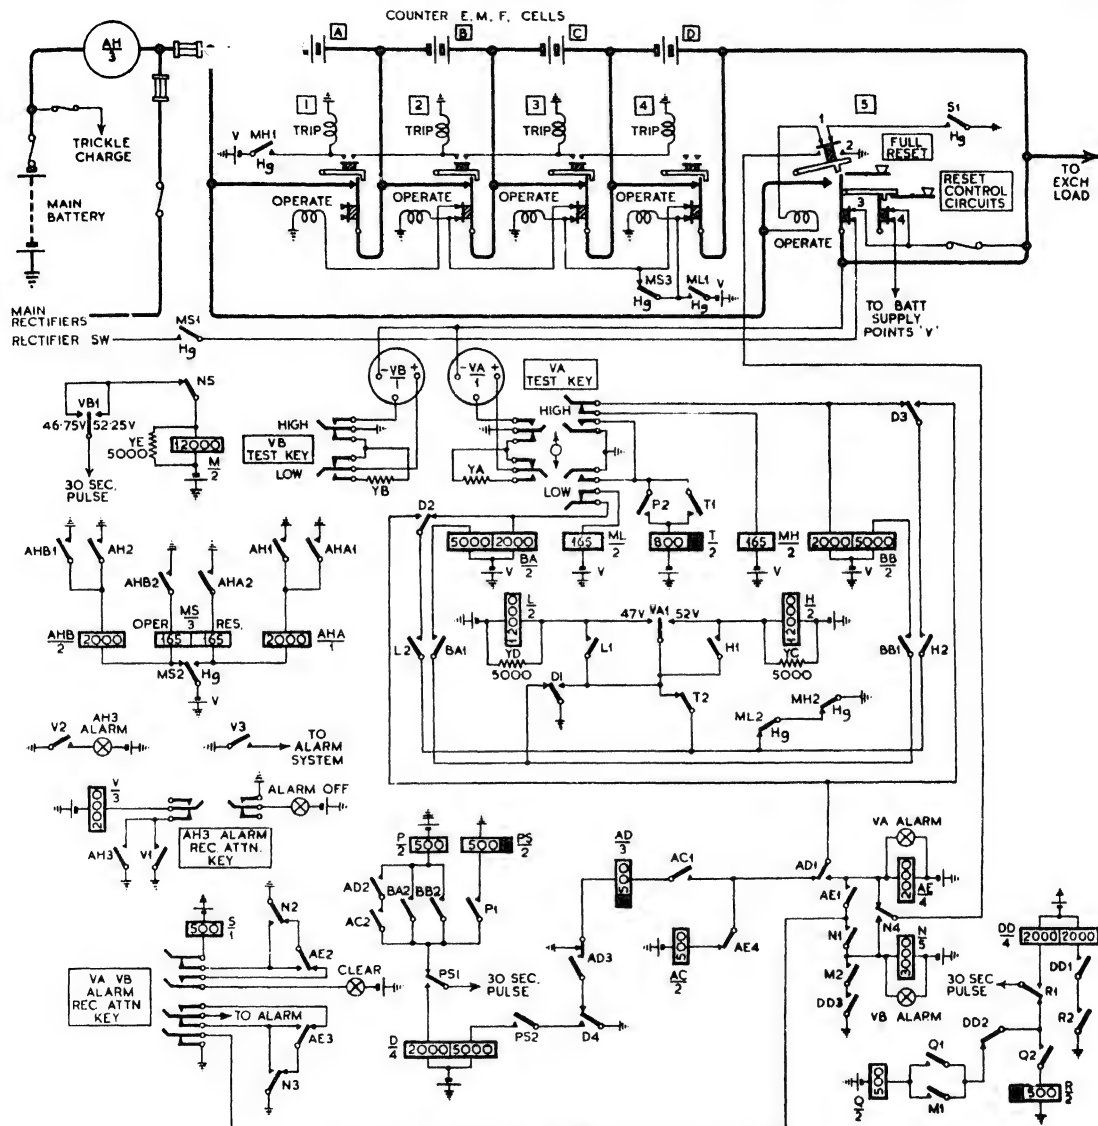 COUNTER E.M.F. CELLS
AH
3
A
B
C
D
1
2
3
4
5
TRIP
TRIP
TRIP
TRIP
V
MH1
Hg
S1
Hg
1
2
FULL
RESET
TRICKLE
CHARGE
MAIN
BATTERY
OPERATE
OPERATE
OPERATE
OPERATE
OPERATE
RESET
CONTROL
CIRCUITS
3
4
TO
EXCH
LOAD
MS3
Hg
ML1
Hg
V
TO BATT
SUPPLY
POINTS 'V'
MAIN
RECTIFIERS
RECTIFIER SW
MS1
Hg
VB
1
- +
VA
1
- +
VA
TEST KEY
VB1
46·75V 52·25V
N5
YE
5000
12000
M
2
30 SEC.
PULSE
HIGH
VB
TEST KEY
LOW
YB
HIGH
YA
LOW
D3
D2
P2
T1
5000 2000
BA
2
V
165
ML
2
V
800
T
2
165
MH
2
V
2000 5000
BB
2
V
AHB1
AH2
AH1
AHA1
AHB2
AHA2
MS
3
OPER
RES.
AHB
2
2000
165 165
2000
AHA
1
MS2
Hg
V
L
2
12000
YD
5000
47V VA1 52V
H
2
12000
YC
5000
L2
BA1
L1
H1
BB1
H2
D1
T2
ML2
Hg
MH2
Hg
V2
AH3
ALARM
V3
TO
ALARM
SYSTEM
V
3
200
ALARM OFF
AH3 ALARM
REC. ATTN.
KEY
AH3
V1
P
2
500
500
PS
2
AD
3
500
AC1
AD1
VA ALARM
2000
AE
4
AD2
AC2
BA2
BB2
P1
AE1
N4
N1
3000
N
5
M2
DD3
VB ALARM
500
AC
2
AE4
AD3
DD
4
2000 2000
DD1
30 SEC
PULSE
R1
R2
DD2
Q1
Q2
M1
500
Q
2
500
R
2
S
1
500
N2
AE2
CLEAR
PS1
30 SEC.
PULSE
VA VB
ALARM
REC. ATTN
KEY
TO ALARM
AE3
N3
D
4
2000 5000
PS2
D4